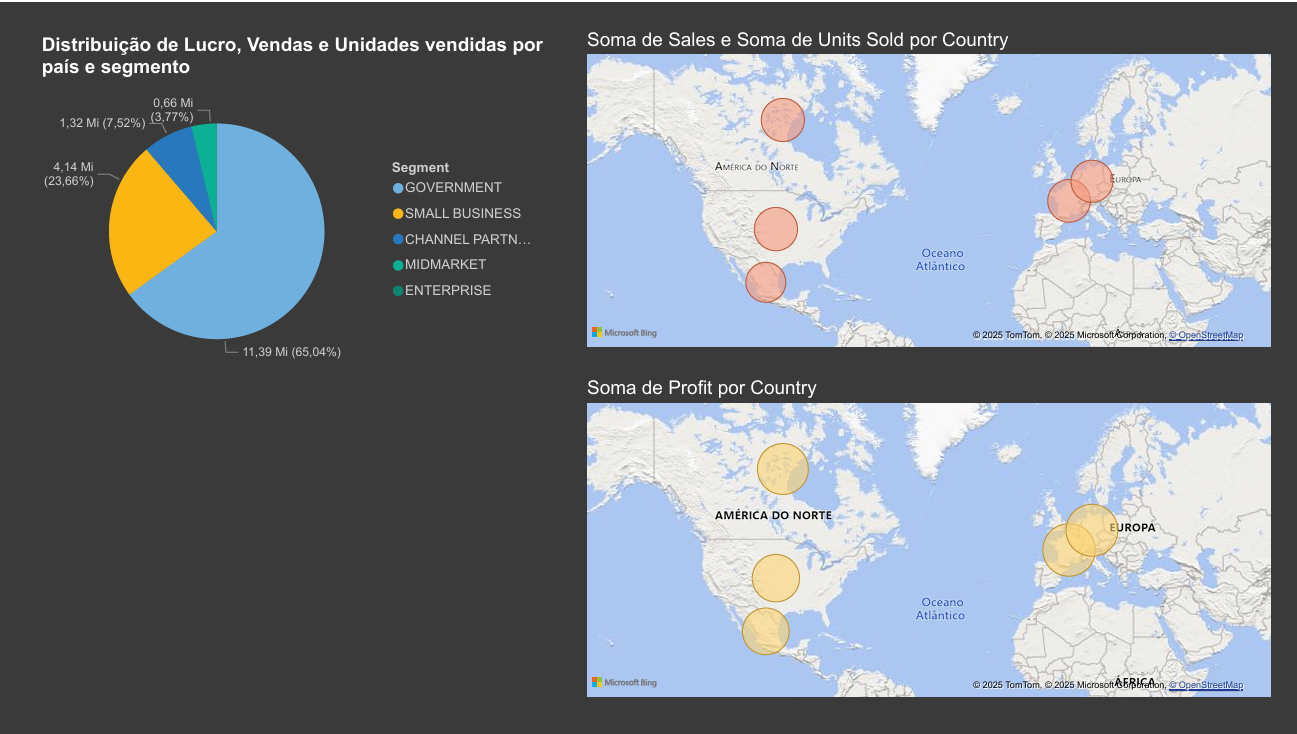 Distribuição de Lucro, Vendas e Unidades vendidas por
país e segmento
0,66 Mi
(3,77%)
1,32 Mi (7,52%)
4,14 Mi
(23,66%)
11,39 Mi (65,04%)
Segment
GOVERNMENT
SMALL BUSINESS
CHANNEL PARTN...
MIDMARKET
ENTERPRISE
Soma de Sales e Soma de Units Sold por Country
AMÉRICA DO NORTE
EUROPA
Oceano
Atlântico
Microsoft Bing
© 2025 TomTom, © 2025 Microsoft Corporation, © OpenStreetMap
Soma de Profit por Country
AMÉRICA DO NORTE
EUROPA
Oceano
Atlântico
ÁFRICA
Microsoft Bing
© 2025 TomTom, © 2025 Microsoft Corporation, © OpenStreetMap